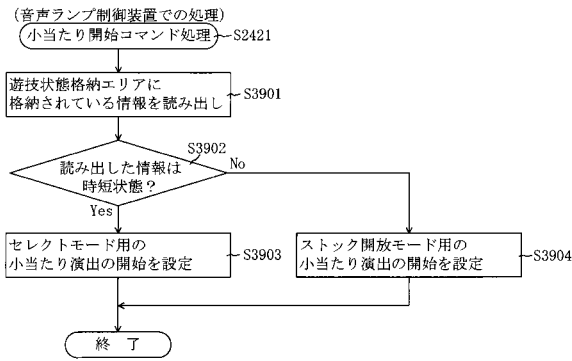 (音声ランプ制御装置での処理)
小当たり開始コマンド処理
S2421
遊技状態格納エリアに
格納されている情報を読み出し
S3901
S3902
読み出した情報は
時短状態？
No
Yes
セレクトモード用の
小当たり演出の開始を設定
S3903
ストック開放モード用の
小当たり演出の開始を設定
S3904
終 了